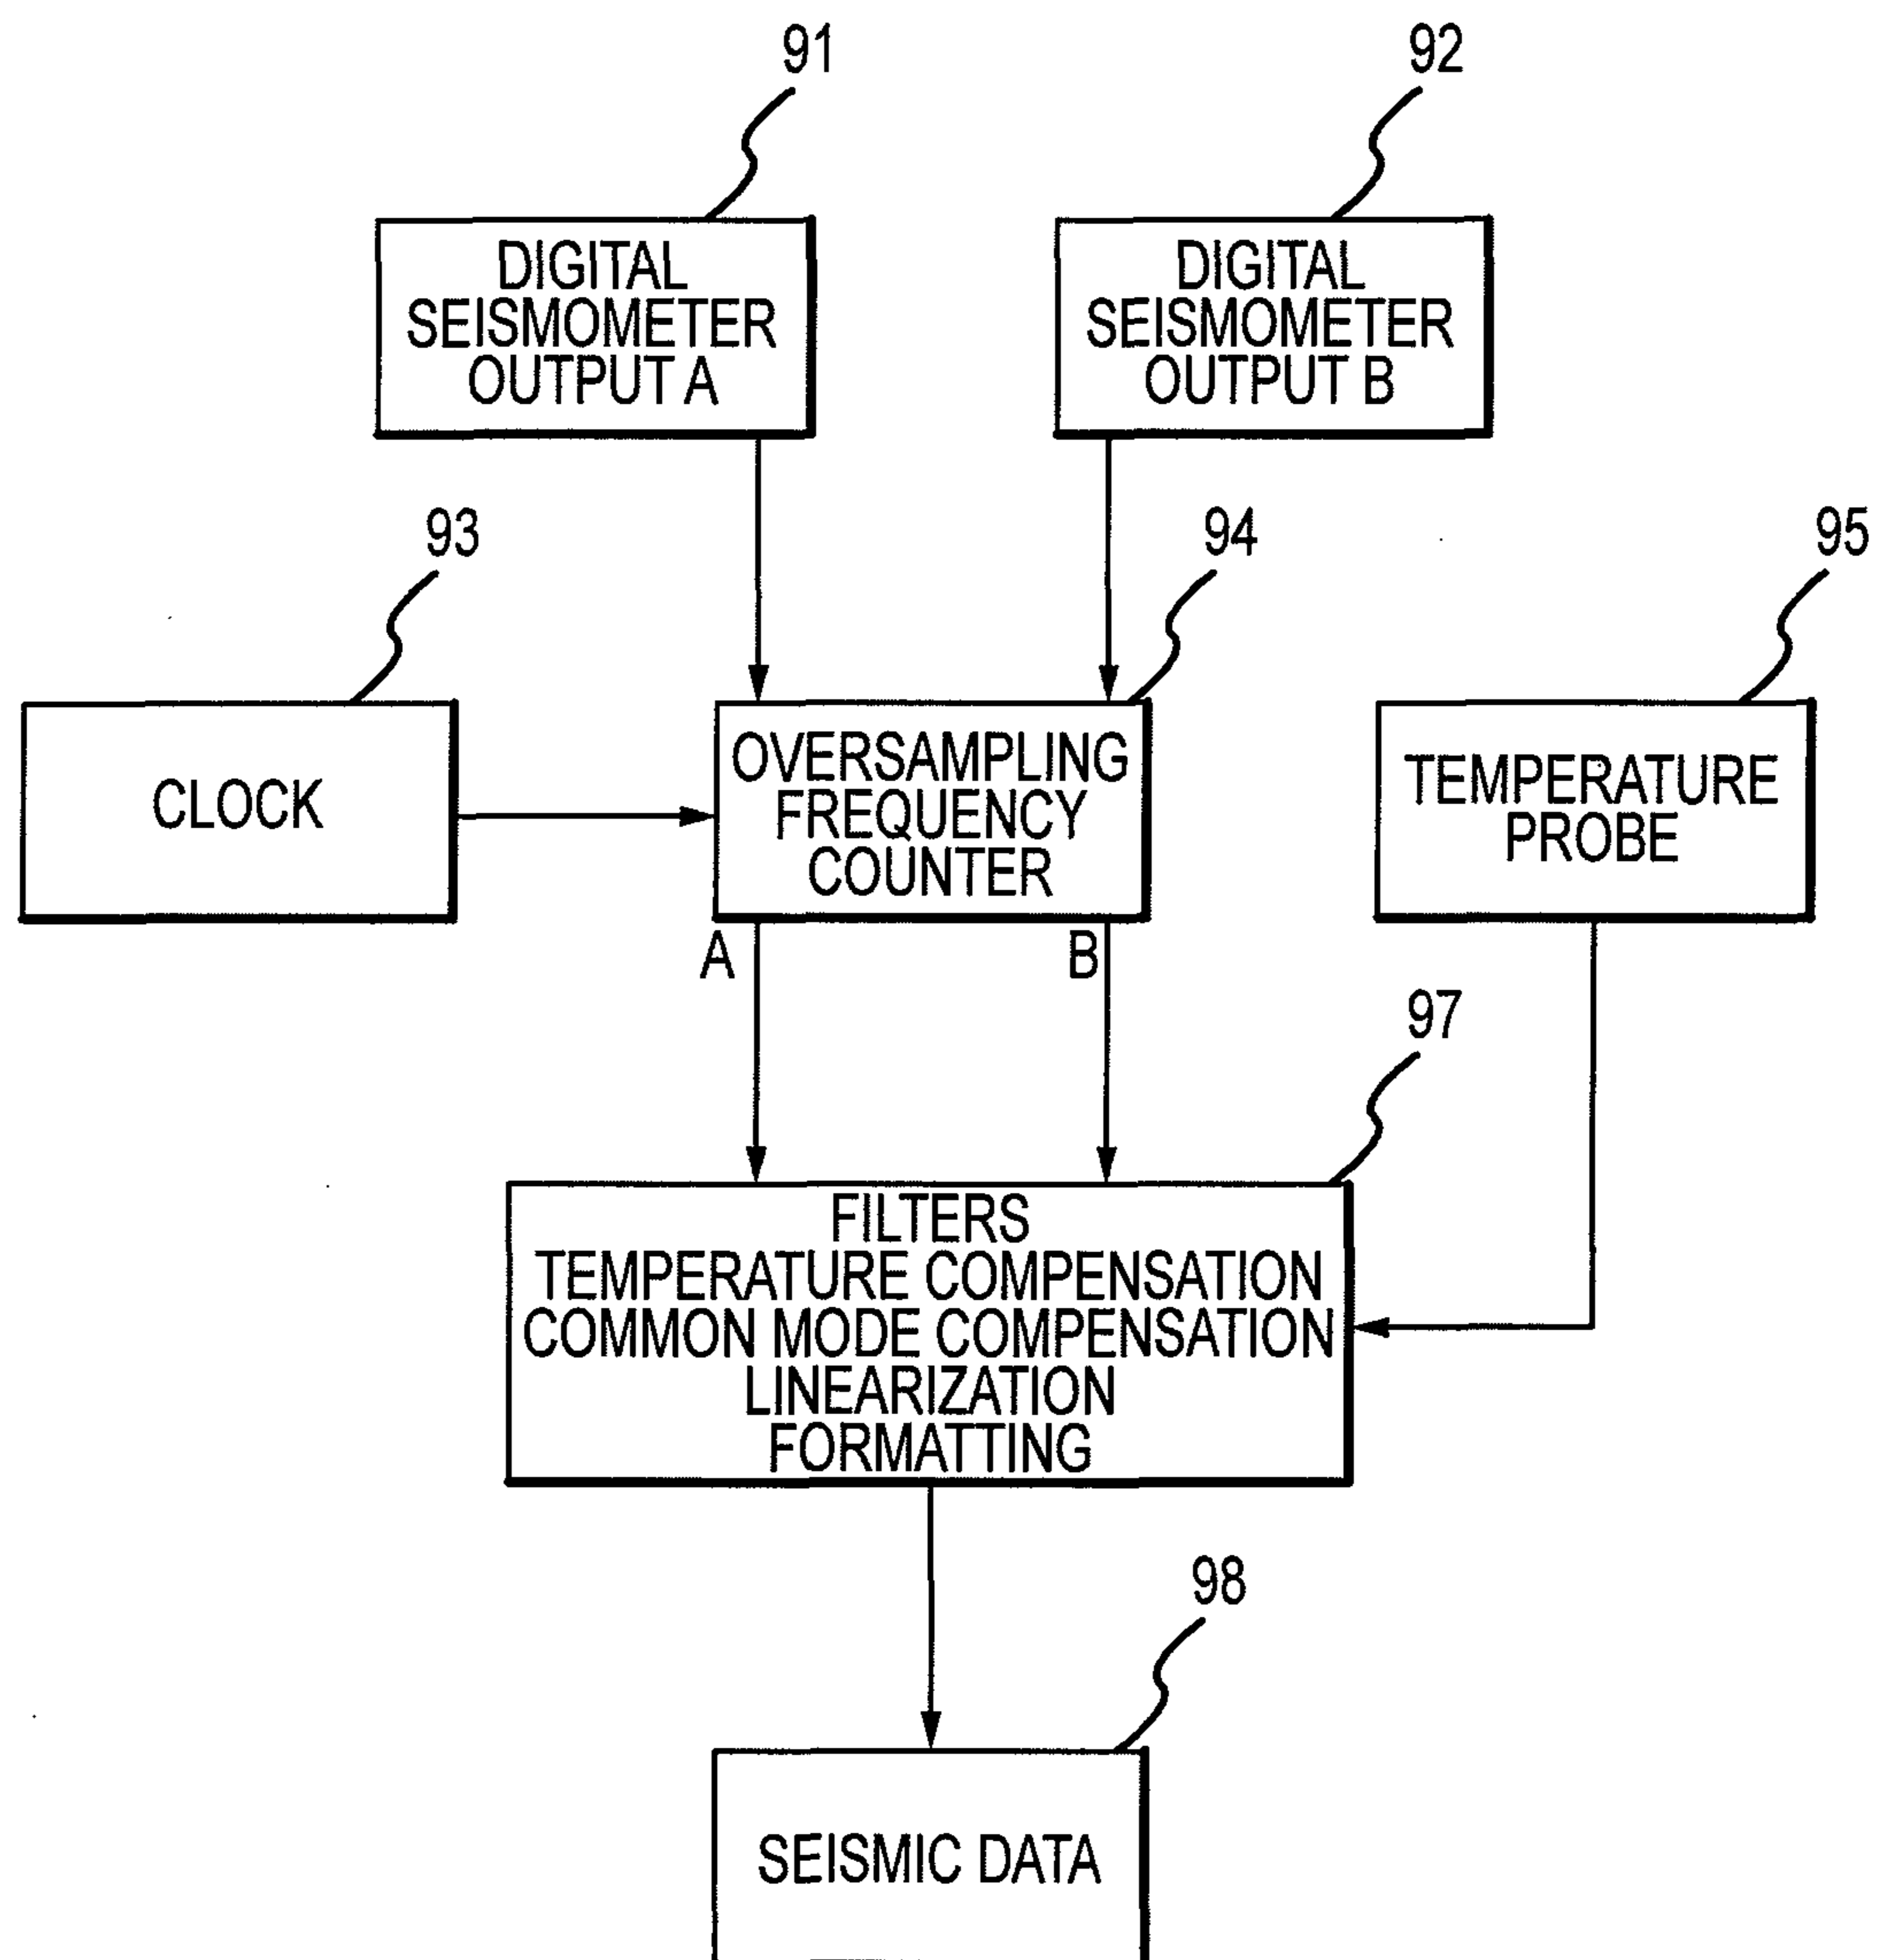 91
92
DIGITAL
SEISMOMETER
OUTPUT A
DIGITAL
SEISMOMETER
OUTPUT B
93
94
95
CLOCK
OVERSAMPLING
FREQUENCY
COUNTER
TEMPERATURE
PROBE
A
B
97
FILTERS
TEMPERATURE COMPENSATION
COMMON MODE COMPENSATION
LINEARIZATION
FORMATTING
98
SEISMIC DATA